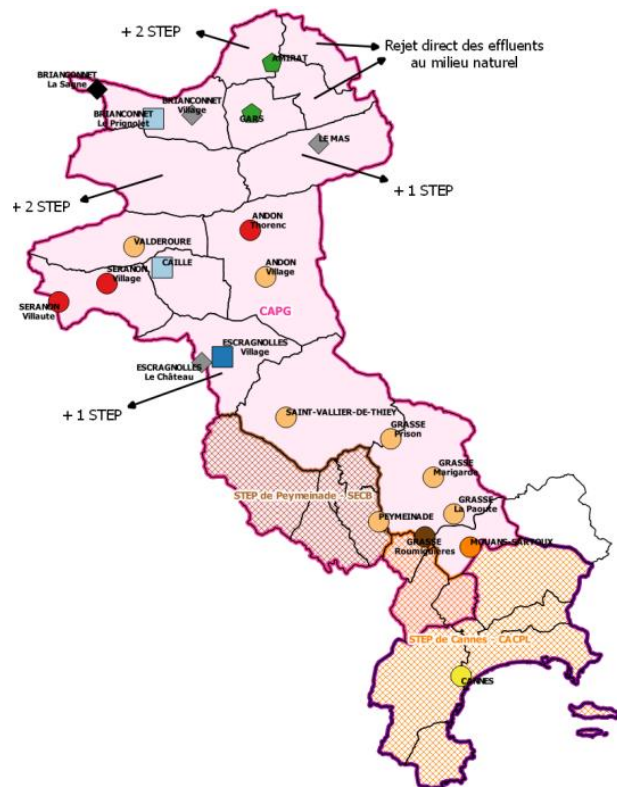 + 2 STEP
AMIRAT
Rejet direct des effluents
au milieu naturel
BRIANCONNET
La Sagne
BRIANCONNET
Village
BRIANCONNET
Le Prignolet
GARS
LE MAS
+ 2 STEP
+ 1 STEP
ANDON
Thorenc
VALDEROURE
SERANON
Village
CAILLE
ANDON
Village
SERANON
Villaute
CAPG
ESCRAGNOLLES
Village
ESCRAGNOLLES
Le Château
+ 1 STEP
SAINT-VALLIER-DE-THIEY
GRASSE
Prison
GRASSE
Marigarde
STEP de Peymeinade - SECB
GRASSE
La Paoute
PEYMEINADE
GRASSE
Roumiguières
MOUANS-SARTOUX
STEP de Cannes - CACPL
CANNES